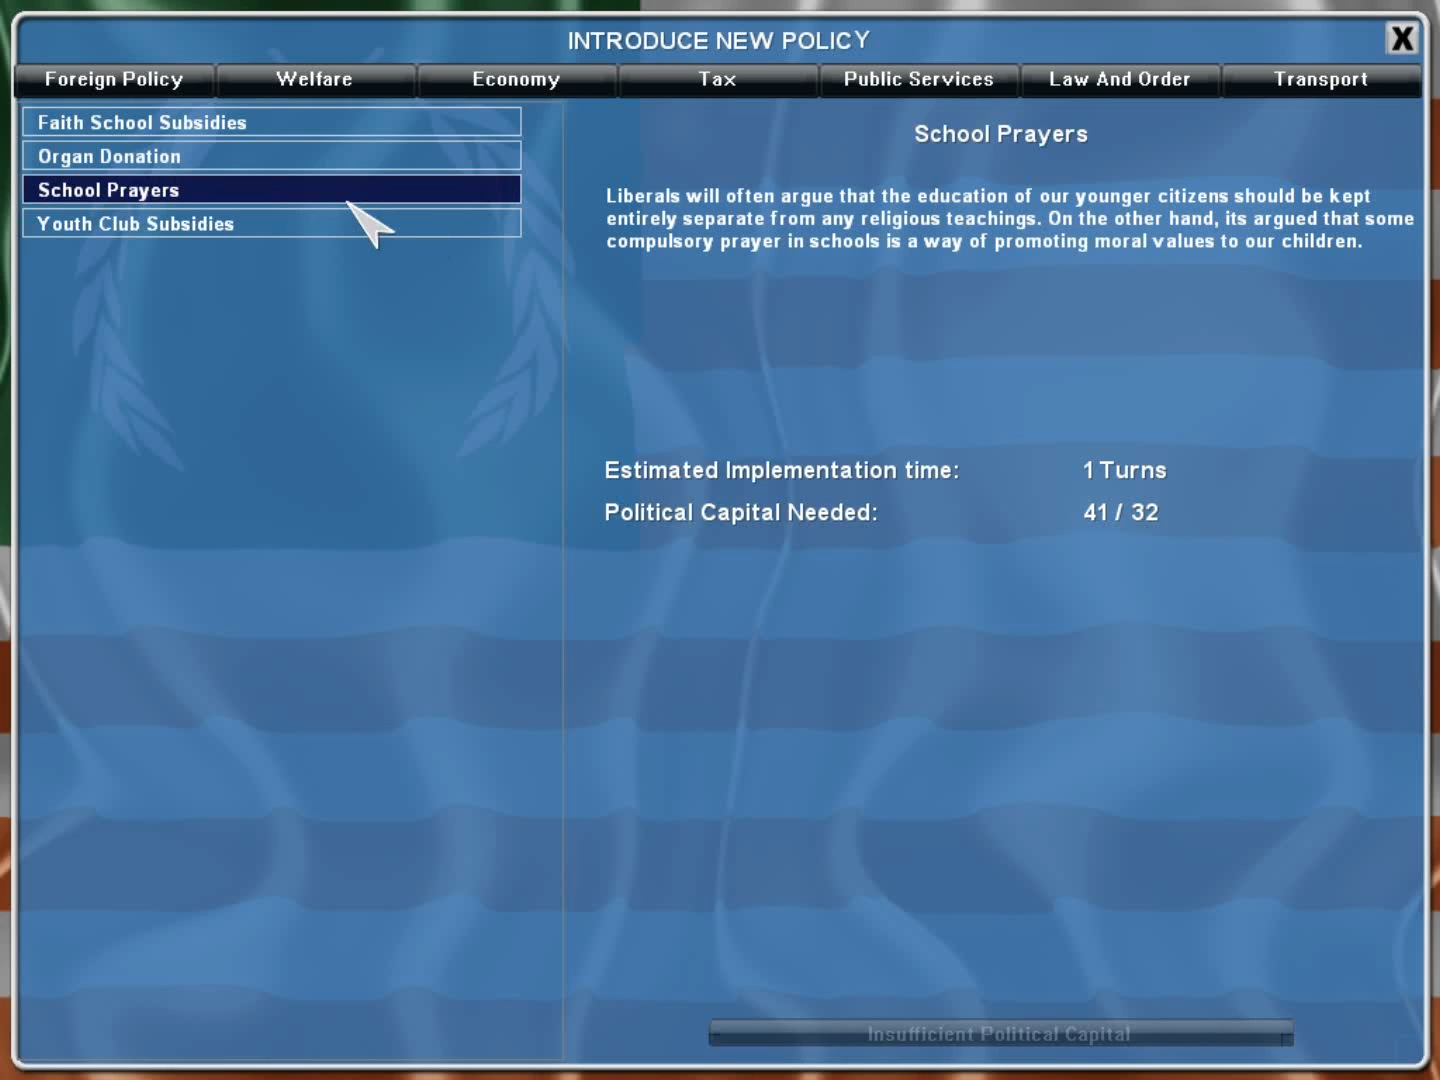 INTRODUCE NEW POLICY
X
Foreign Policy
Welfare
Economy
Tax
Public Services
Law And Order
Transport
Faith School Subsidies
Organ Donation
School Prayers
Youth Club Subsidies
School Prayers
Liberals will often argue that the education of our younger citizens should be kept
entirely separate from any religious teachings. On the other hand, its argued that some
compulsory prayer in schools is a way of promoting moral values to our children.
Estimated Implementation time: 1 Turns
Political Capital Needed: 41 / 32
Insufficient Political Capital